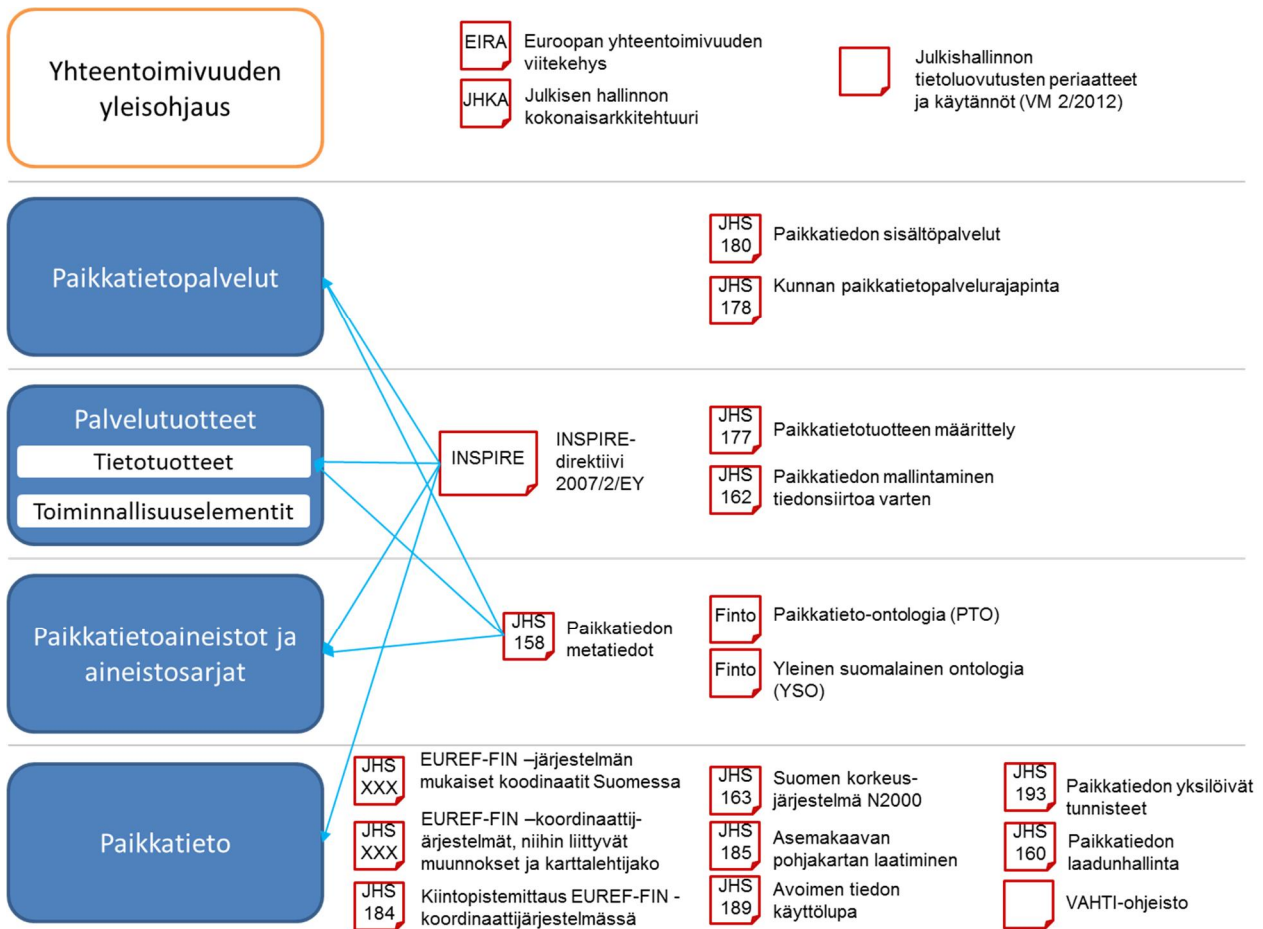 Yhteentoimivuuden
yleisohjaus
EIRA
Euroopan yhteentoimivuuden
viitekehys
JHKA
Julkisen hallinnon
kokonaisarkkitehtuuri
Julkishallinnon
tietoluovutusten periaatteet
ja käytännöt (VM 2/2012)
Paikkatietopalvelut
JHS
180
Paikkatiedon sisältöpalvelut
JHS
178
Kunnan paikkatietopalvelurajapinta
Palvelutuotteet
Tietotuotteet
Toiminnallisuuselementit
INSPIRE
INSPIRE-
direktiivi
2007/2/EY
JHS
177
Paikkatietotuotteen määrittely
JHS
162
Paikkatiedon mallintaminen
tiedonsiirtoa varten
Paikkatietoaineistot ja
aineistosarjat
JHS
158
Paikkatiedon
metatiedot
Finto
Paikkatieto-ontologia (PTO)
Finto
Yleinen suomalainen ontologia
(YSO)
Paikkatieto
JHS
XXX
EUREF-FIN –järjestelmän
mukaiset koodinaatit Suomessa
JHS
XXX
EUREF-FIN –koordinaattij-
ärjestelmät, niihin liittyvät
muunnokset ja karttalehtijako
JHS
184
Kiintopistemittaus EUREF-FIN -
koordinaattijärjestelmässä
JHS
163
Suomen korkeus-
järjestelmä N2000
JHS
185
Asemakaavan
pohjakartan laatiminen
JHS
189
Avoimen tiedon
käyttölupa
JHS
193
Paikkatiedon yksilöivät
tunnisteet
JHS
160
Paikkatiedon
laadunhallinta
VAHTI-ohjeisto